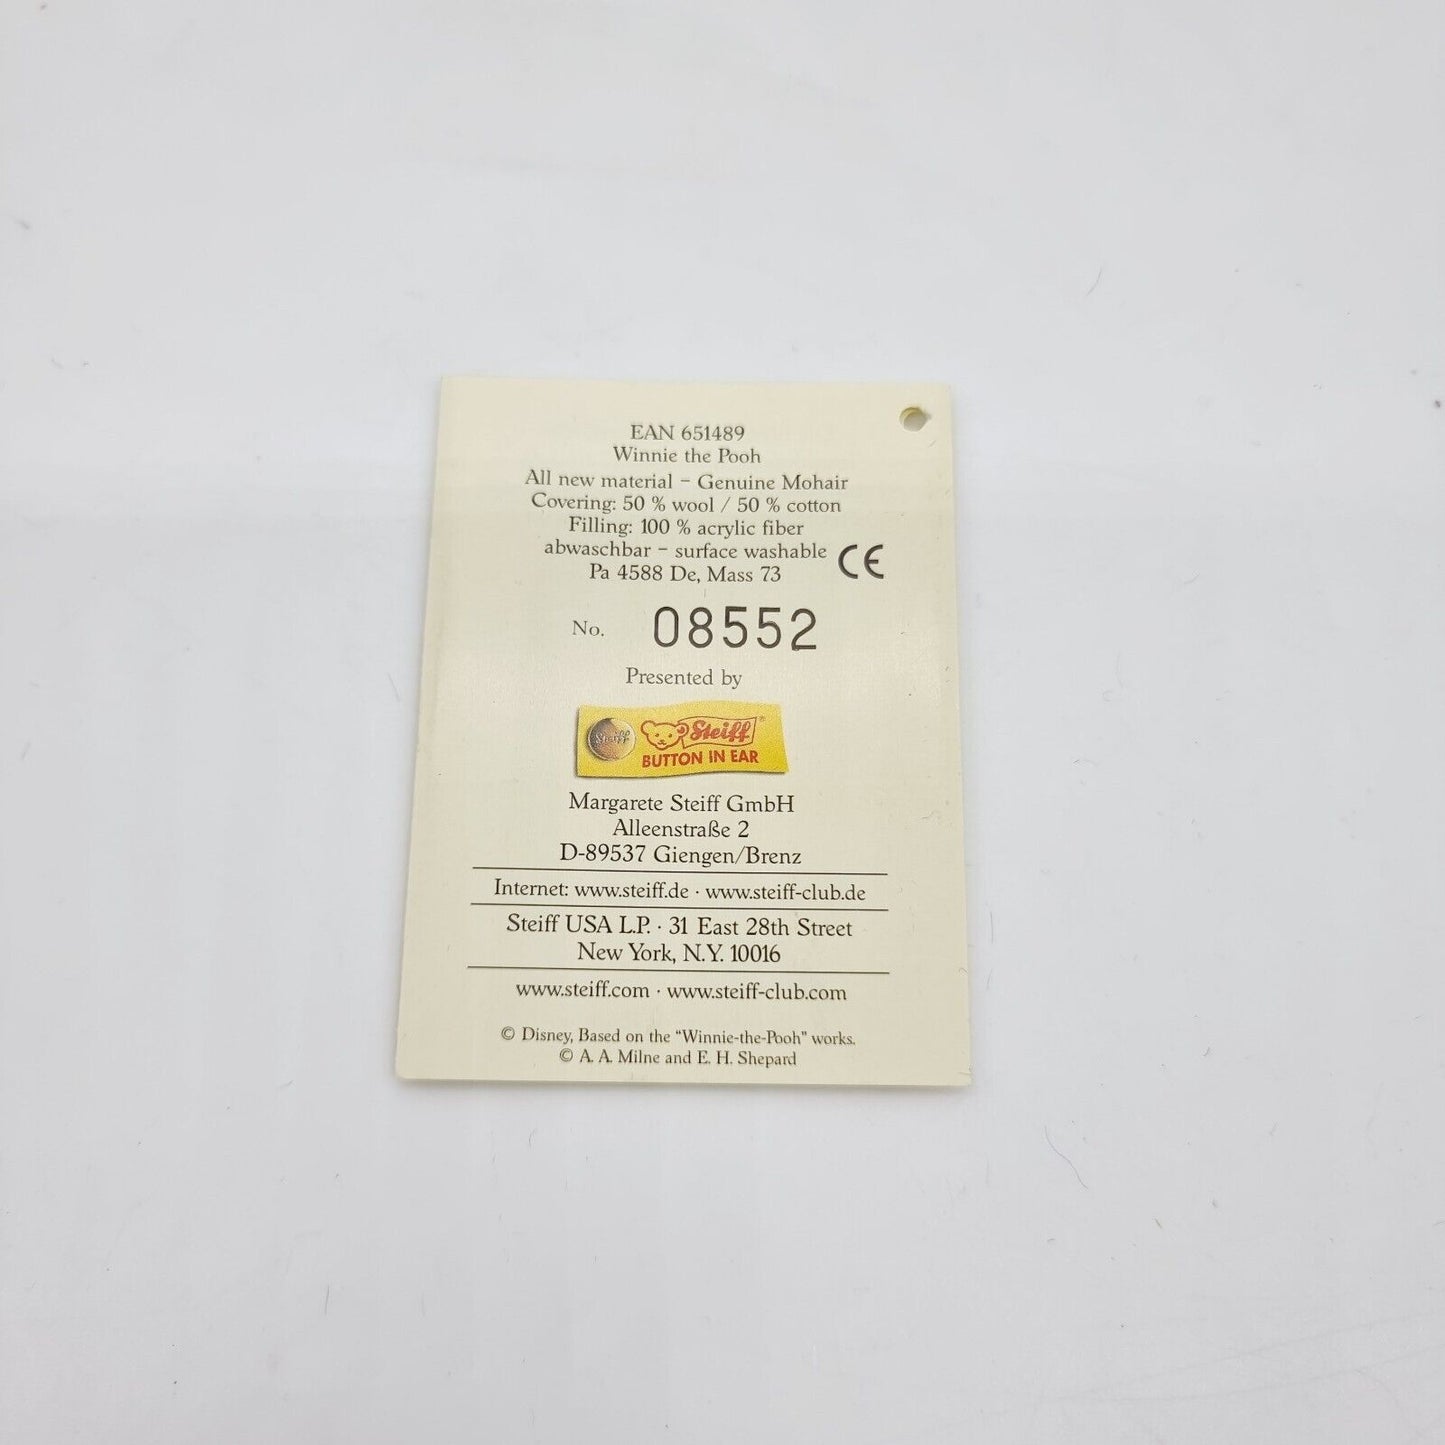 EAN 651489
Winnie the Pooh
All new material – Genuine Mohair
Covering: 50 % wool / 50 % cotton
Filling: 100 % acrylic fiber
abwaschbar – surface washable CE
Pa 4588 De, Mass 73
No. 08552
Presented by
Steiff Steiff®
BUTTON IN EAR
Margarete Steiff GmbH
Alleenstraße 2
D-89537 Giengen/Brenz
Internet: www.steiff.de · www.steiff-club.de
Steiff USA L.P. · 31 East 28th Street
New York, N.Y. 10016
www.steiff.com · www.steiff-club.com
© Disney, Based on the “Winnie-the-Pooh” works.
© A. A. Milne and E. H. Shepard